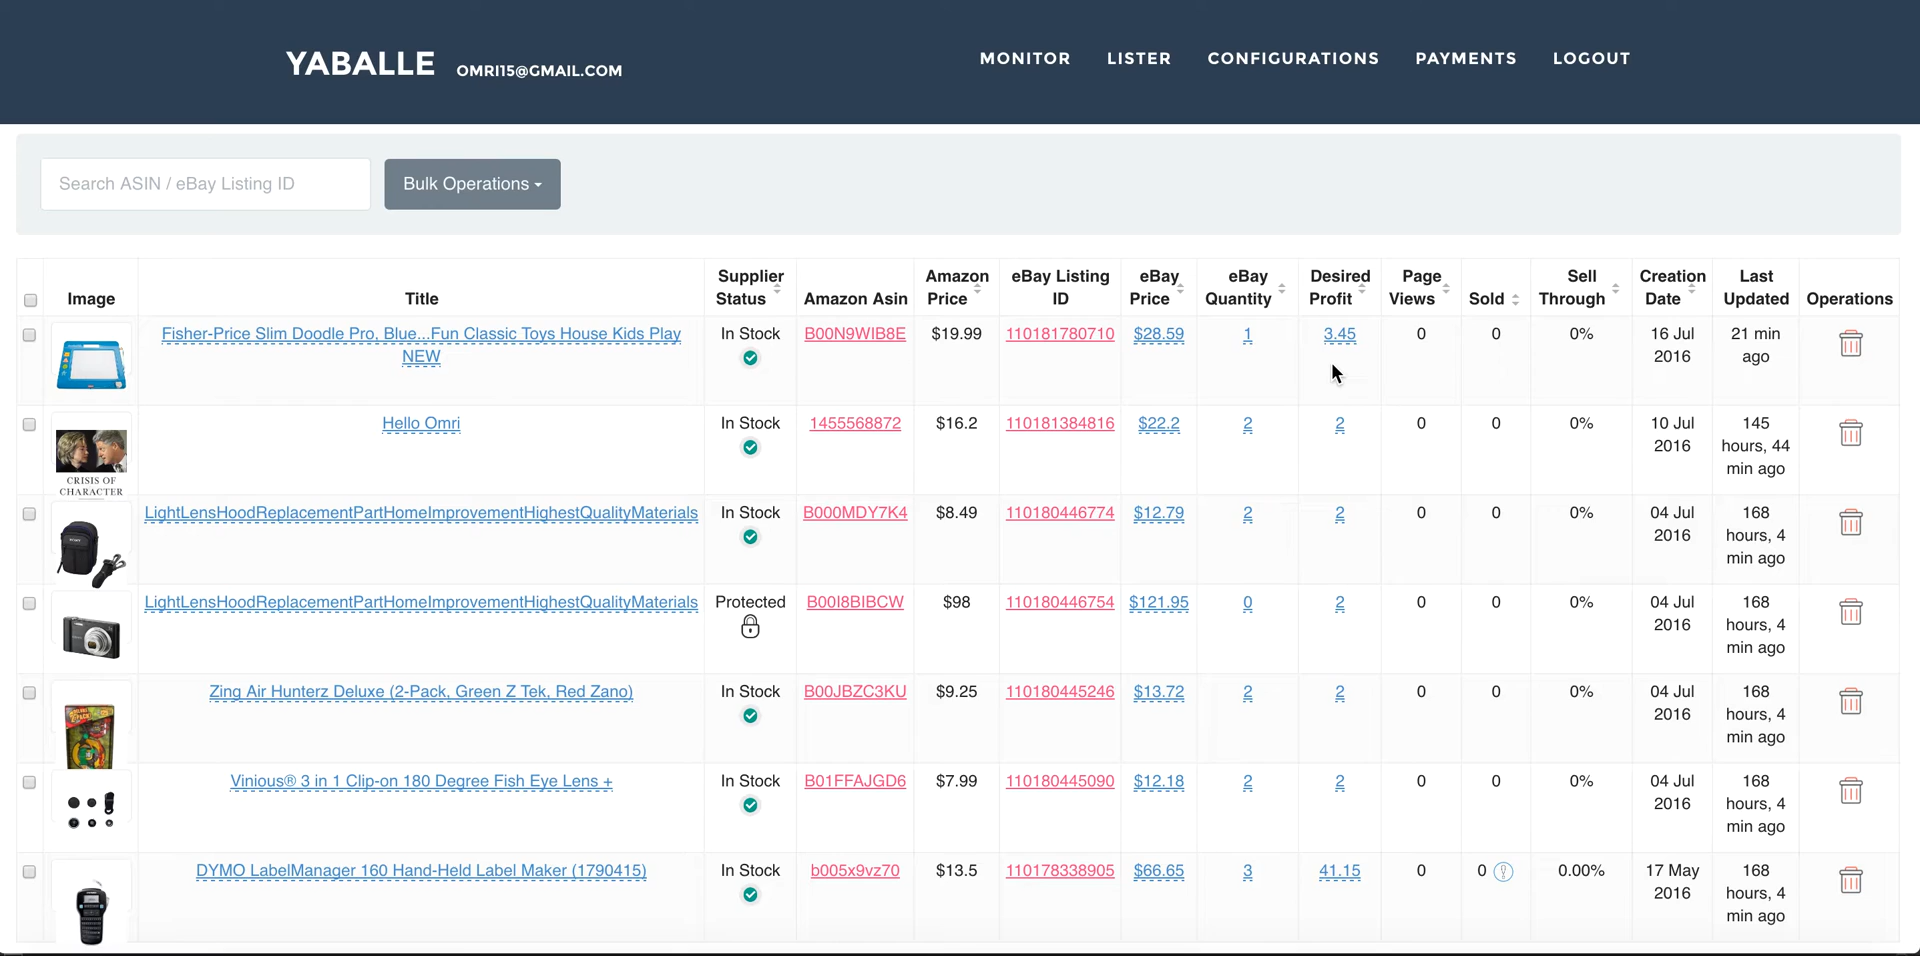 YABALLE OMRI15@GMAIL.COM MONITOR LISTER CONFIGURATIONS PAYMENTS LOGOUT
Search ASIN / eBay Listing ID Bulk Operations
Image Title Supplier Status Amazon Asin Amazon Price eBay Listing ID eBay Price eBay Quantity Desired Profit Page Views Sold Sell Through Creation Date Last Updated Operations
Fisher-Price Slim Doodle Pro, Blue...Fun Classic Toys House Kids Play In Stock B00N9WIB8E $19.99 110181780710 $28.59 1 3.45 0 0 0% 16 Jul 21 min
NEW 2016 ago
Hello Omri In Stock 1455568872 $16.2 110181384816 $22.2 2 2 0 0 0% 10 Jul 145
2016 hours, 44
min ago
CRISIS OF
CHARACTER
LightLensHoodReplacementPartHomeImprovementHighestQualityMaterials In Stock B000MDY7K4 $8.49 110180446774 $12.79 2 2 0 0 0% 04 Jul 168
2016 hours, 4
min ago
LightLensHoodReplacementPartHomeImprovementHighestQualityMaterials Protected B00I8BIBCW $98 110180446754 $121.95 0 2 0 0 0% 04 Jul 168
2016 hours, 4
min ago
Zing Air Hunterz Deluxe (2-Pack, Green Z Tek, Red Zano) In Stock B00JBZC3KU $9.25 110180445246 $13.72 2 2 0 0 0% 04 Jul 168
2016 hours, 4
min ago
Vinious® 3 in 1 Clip-on 180 Degree Fish Eye Lens + In Stock B01FFAJGD6 $7.99 110180445090 $12.18 2 2 0 0 0% 04 Jul 168
2016 hours, 4
min ago
DYMO LabelManager 160 Hand-Held Label Maker (1790415) In Stock b005x9vz70 $13.5 110178338905 $66.65 3 41.15 0 0 0.00% 17 May 168
2016 hours, 4
min ago